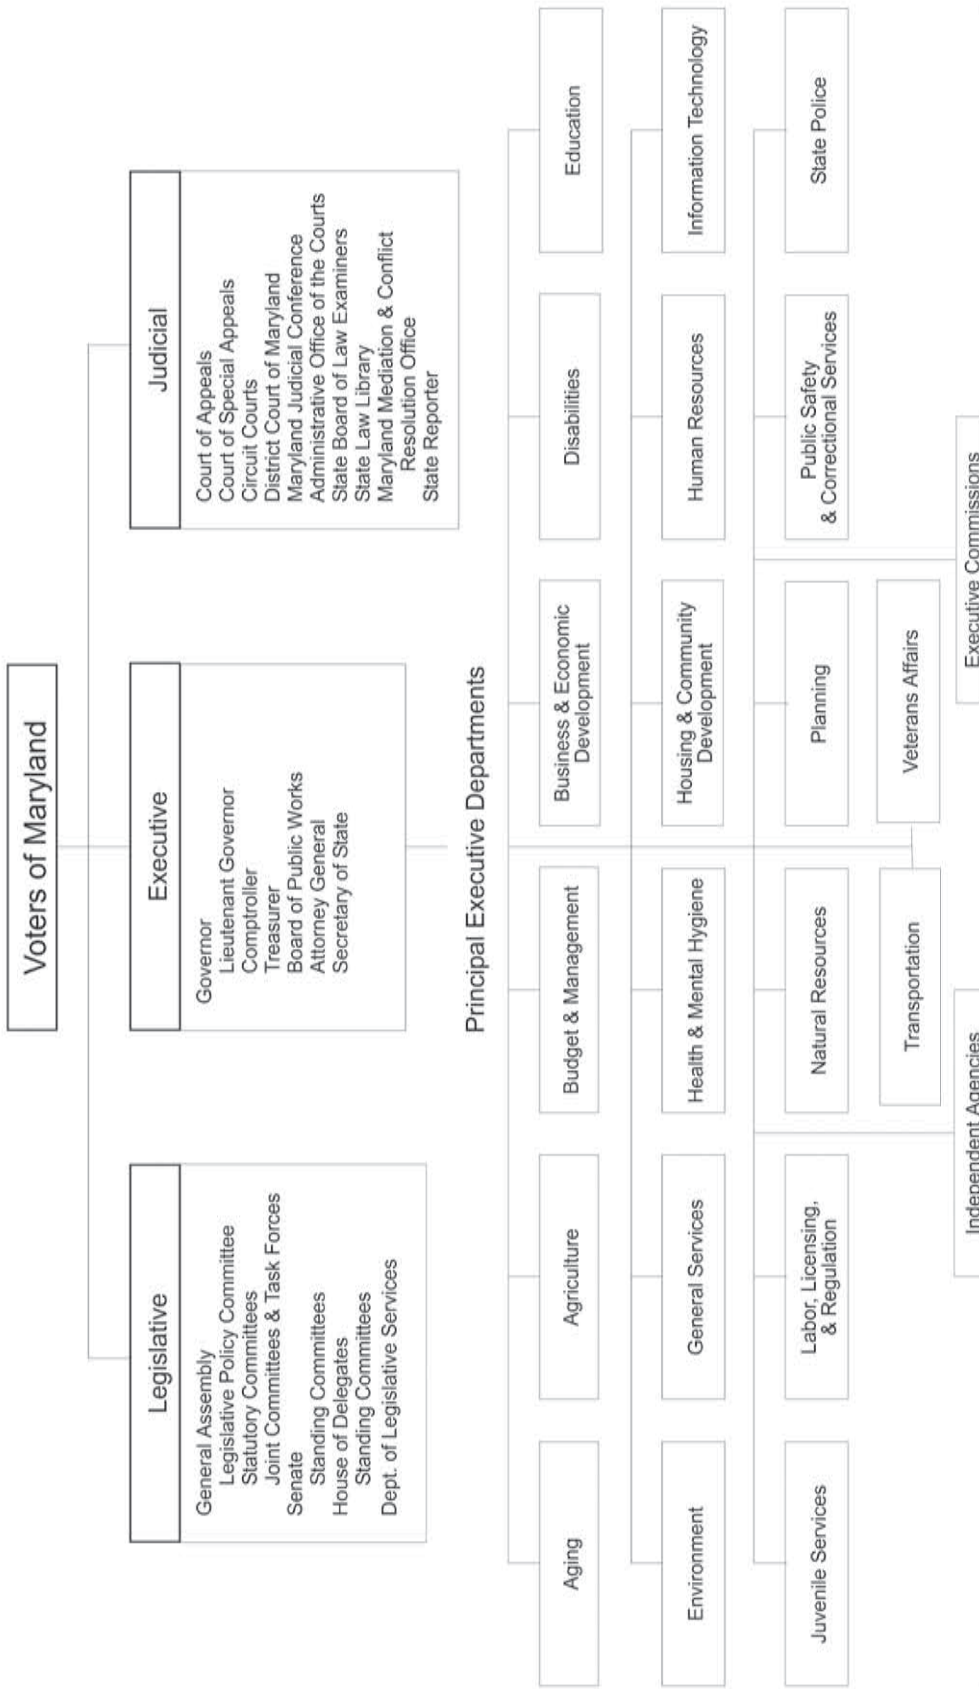 Voters of Maryland
Legislative
General Assembly
Legislative Policy Committee
Statutory Committees
Joint Committees & Task Forces
Senate
Standing Committees
House of Delegates
Standing Committees
Dept. of Legislative Services
Executive
Governor
Lieutenant Governor
Comptroller
Treasurer
Board of Public Works
Attorney General
Secretary of State
Judicial
Court of Appeals
Court of Special Appeals
Circuit Courts
District Court of Maryland
Maryland Judicial Conference
Administrative Office of the Courts
State Board of Law Examiners
State Law Library
Maryland Mediation & Conflict
Resolution Office
State Reporter
Principal Executive Departments
Aging
Agriculture
Budget & Management
Business & Economic
Development
Disabilities
Education
Environment
General Services
Health & Mental Hygiene
Housing & Community
Development
Human Resources
Information Technology
Juvenile Services
Labor, Licensing,
& Regulation
Natural Resources
Planning
Public Safety
& Correctional Services
State Police
Transportation
Veterans Affairs
Independent Agencies
Executive Commissions